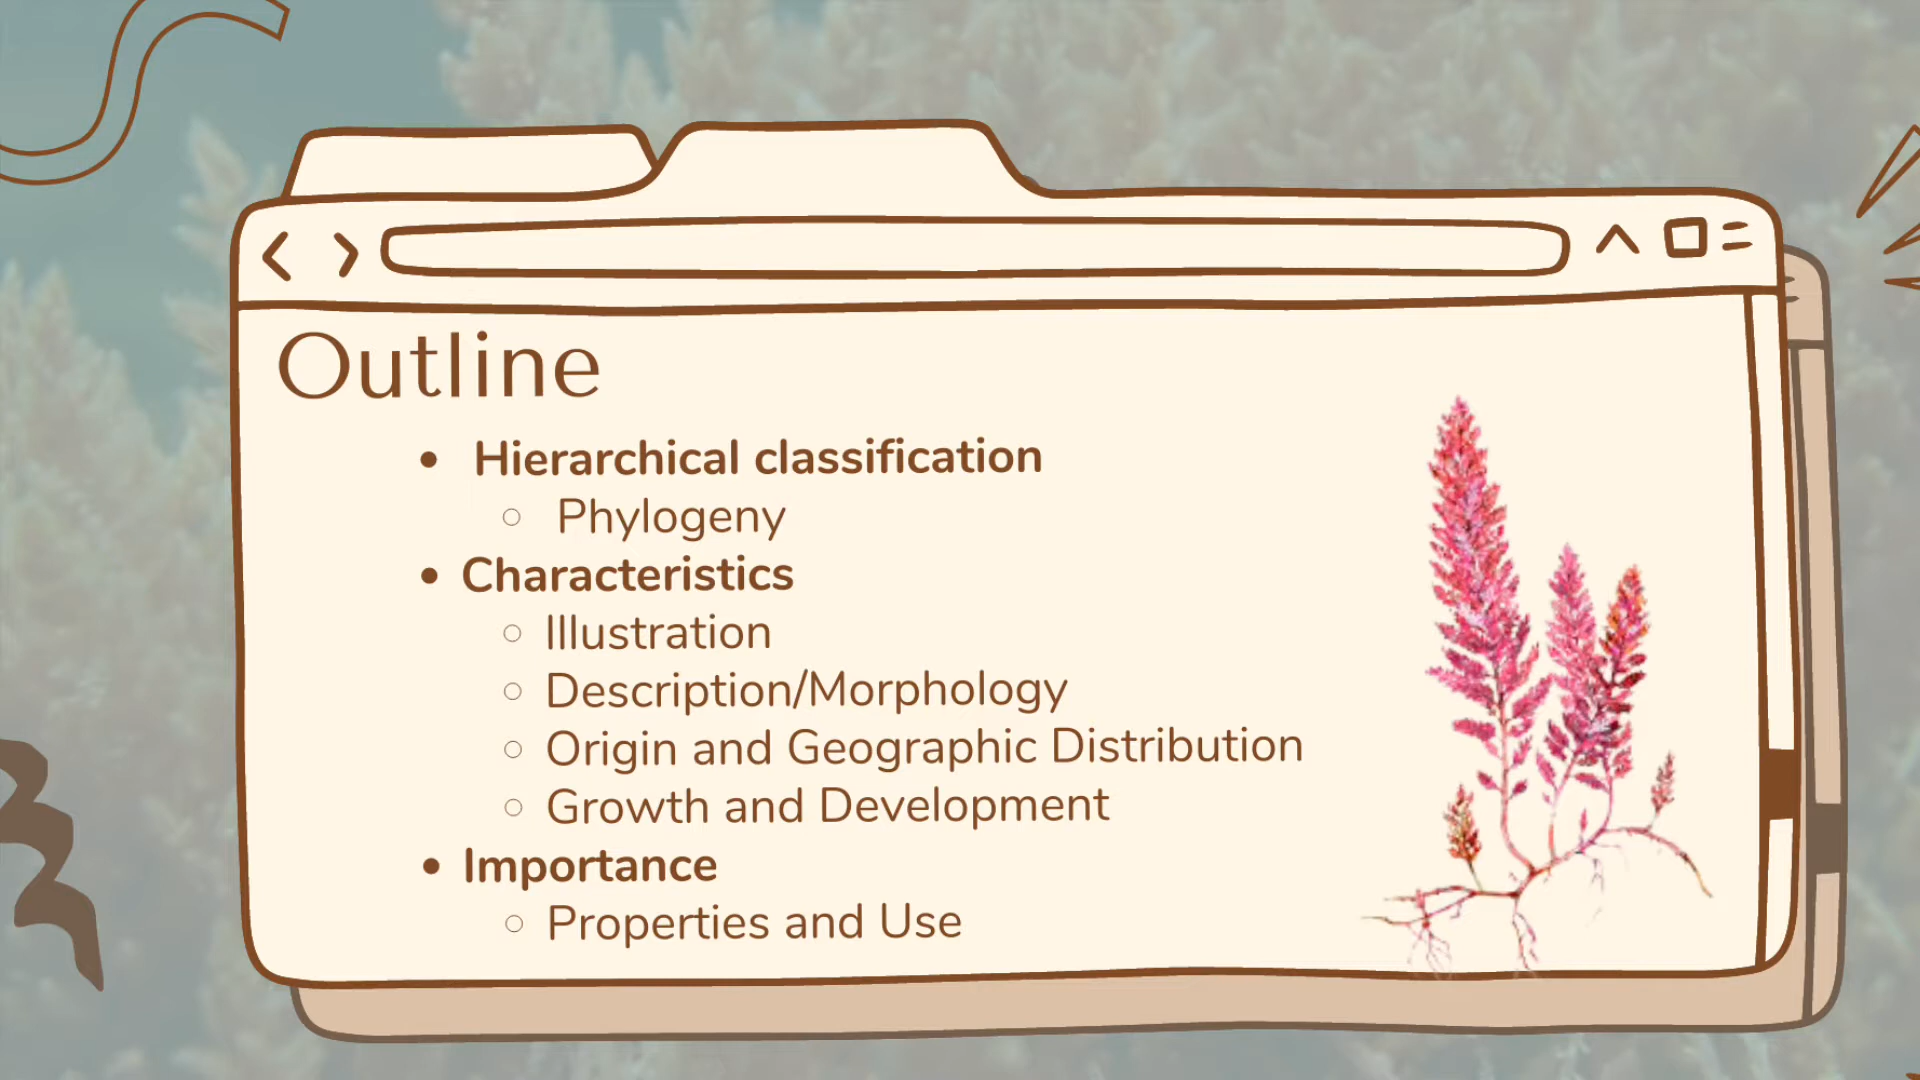 Outline
• Hierarchical classification
○ Phylogeny
• Characteristics
○ Illustration
○ Description/Morphology
○ Origin and Geographic Distribution
○ Growth and Development
• Importance
○ Properties and Use